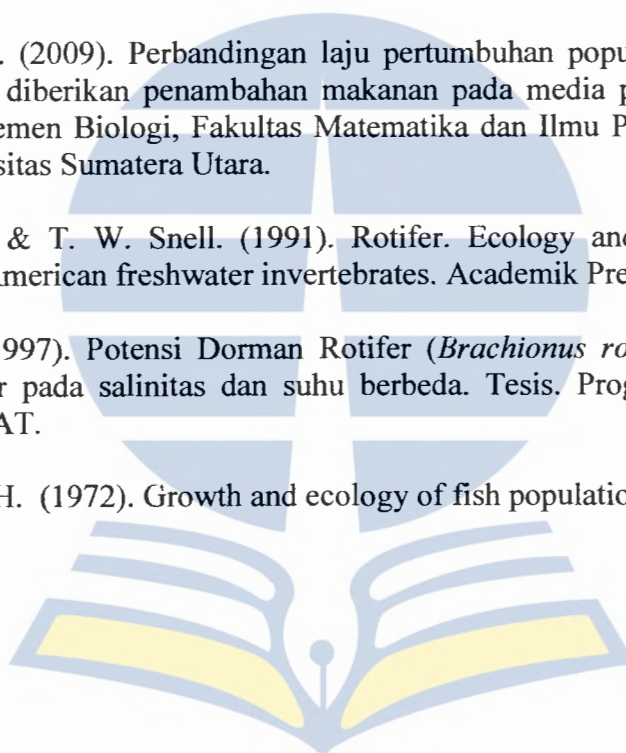 . (2009). Perbandingan laju pertumbuhan popu
diberikan penambahan makanan pada media p
emen Biologi, Fakultas Matematika dan Ilmu P
sitas Sumatera Utara.
& T. W. Snell. (1991). Rotifer. Ecology and
American freshwater invertebrates. Academik Pre
997). Potensi Dorman Rotifer (Brachionus ro
r pada salinitas dan suhu berbeda. Tesis. Prog
AT.
H. (1972). Growth and ecology of fish populatio